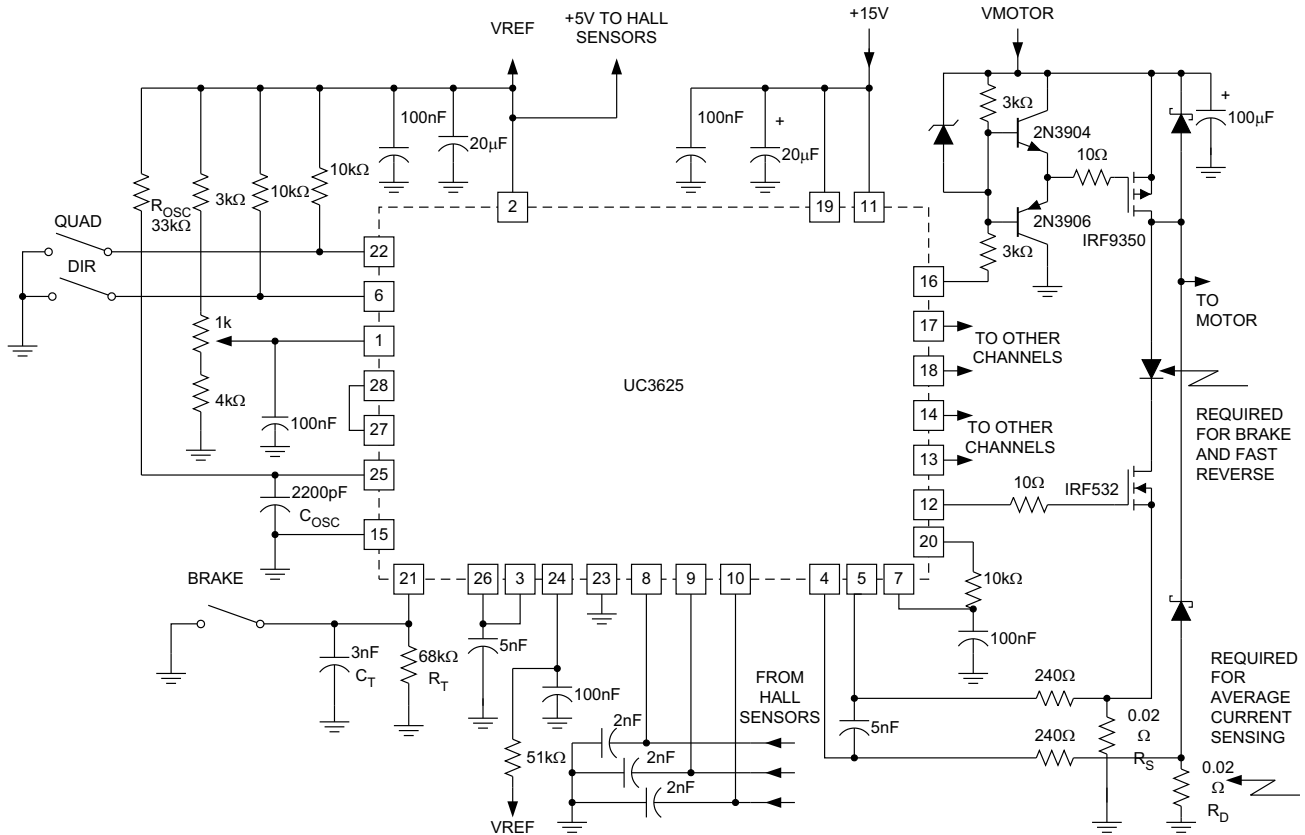 VREF
+5V TO HALL
SENSORS
+15V
VMOTOR
100nF
20µF
100nF
+
20µF
3kΩ
2N3904
10Ω
+
100µF
ROSC
33kΩ
3kΩ
10kΩ
10kΩ
2
19
11
2N3906
3kΩ
IRF9350
QUAD
22
DIR
6
16
TO
MOTOR
1k
1
17
TO OTHER
CHANNELS
18
28
UC3625
4kΩ
100nF
27
14
TO OTHER
CHANNELS
13
REQUIRED
FOR BRAKE
AND FAST
REVERSE
25
2200pF
COSC
12
10Ω
IRF532
15
20
BRAKE
21
26
3
24
23
8
9
10
4
5
7
10kΩ
100nF
3nF
CT
68kΩ
RT
5nF
100nF
FROM
HALL
SENSORS
240Ω
REQUIRED
FOR
AVERAGE
CURRENT
SENSING
51kΩ
2nF
2nF
2nF
5nF
240Ω
0.02
Ω
RS
0.02
Ω
RD
VREF